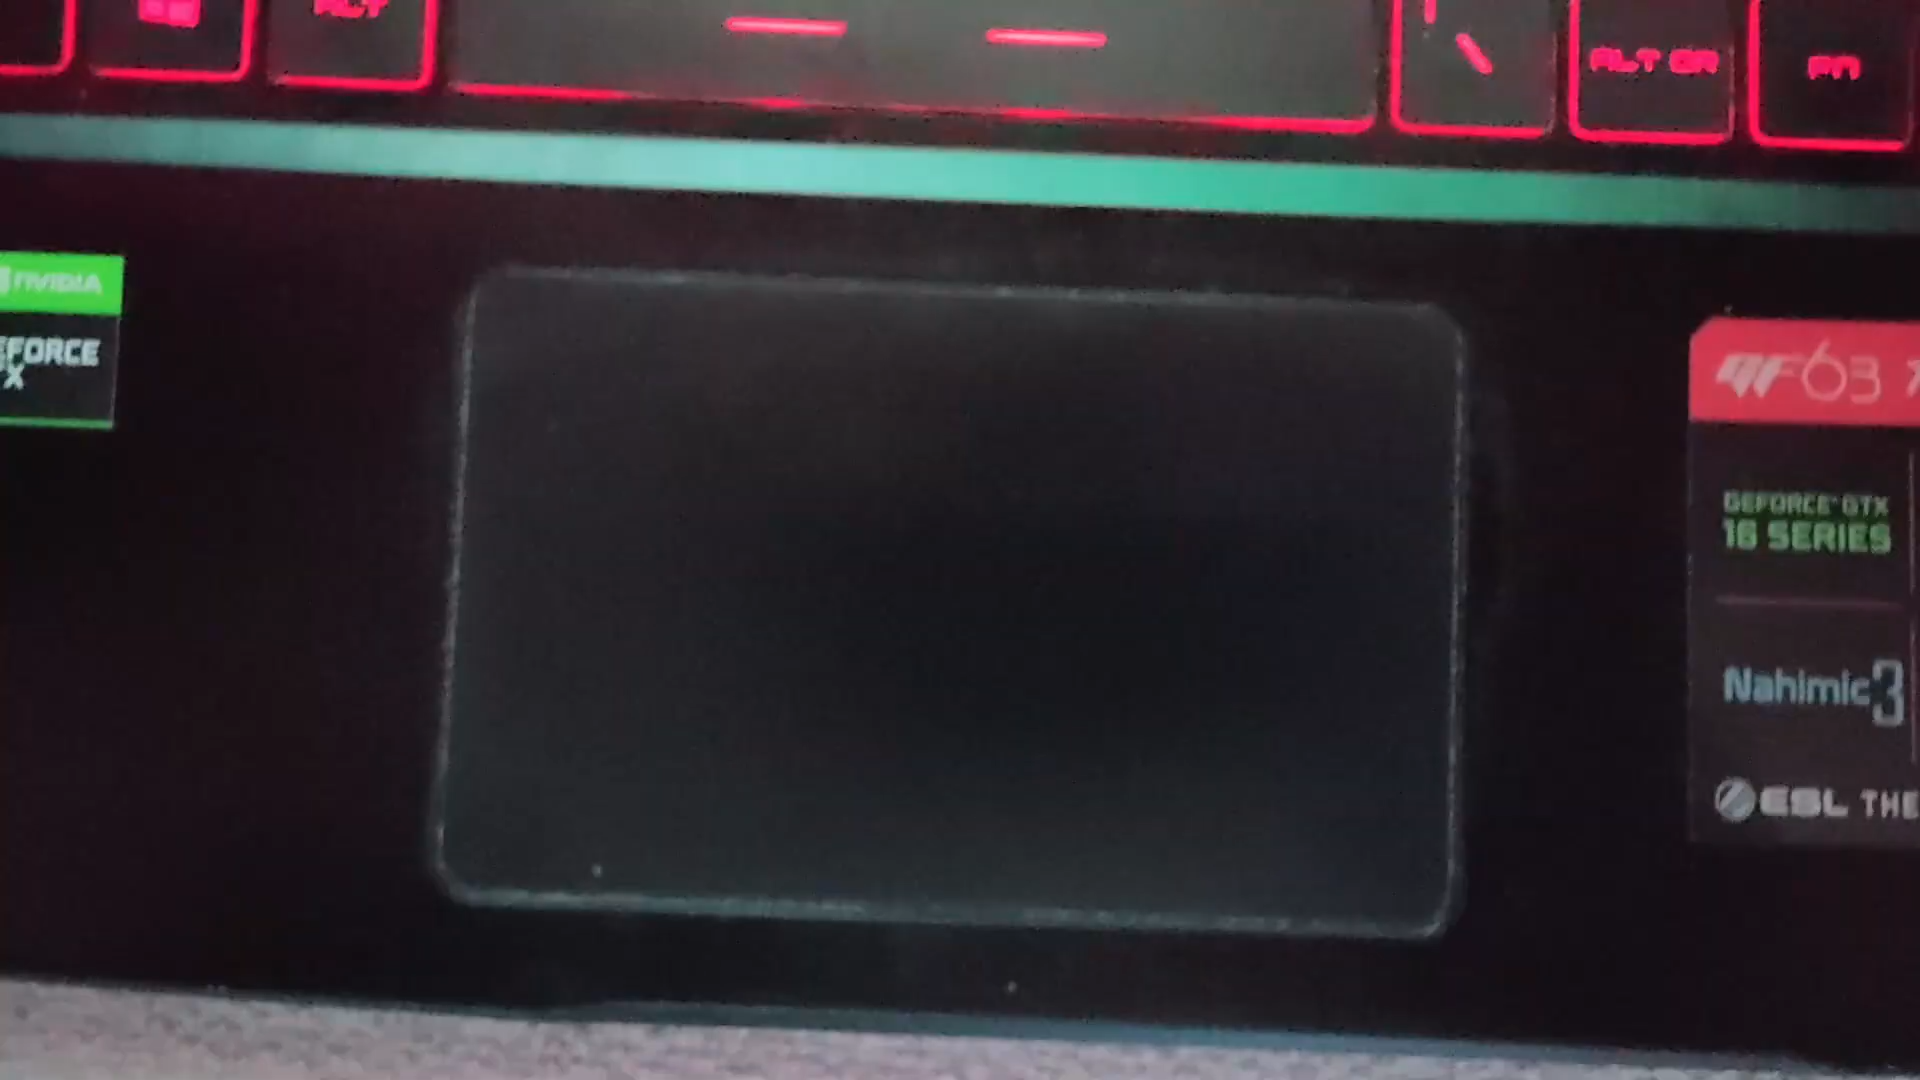 ALT
\
ALT GR
FN
NVIDIA
EFORCE
X
GF63
GEFORCE® GTX
16 SERIES
Nahimic3
ESL THE